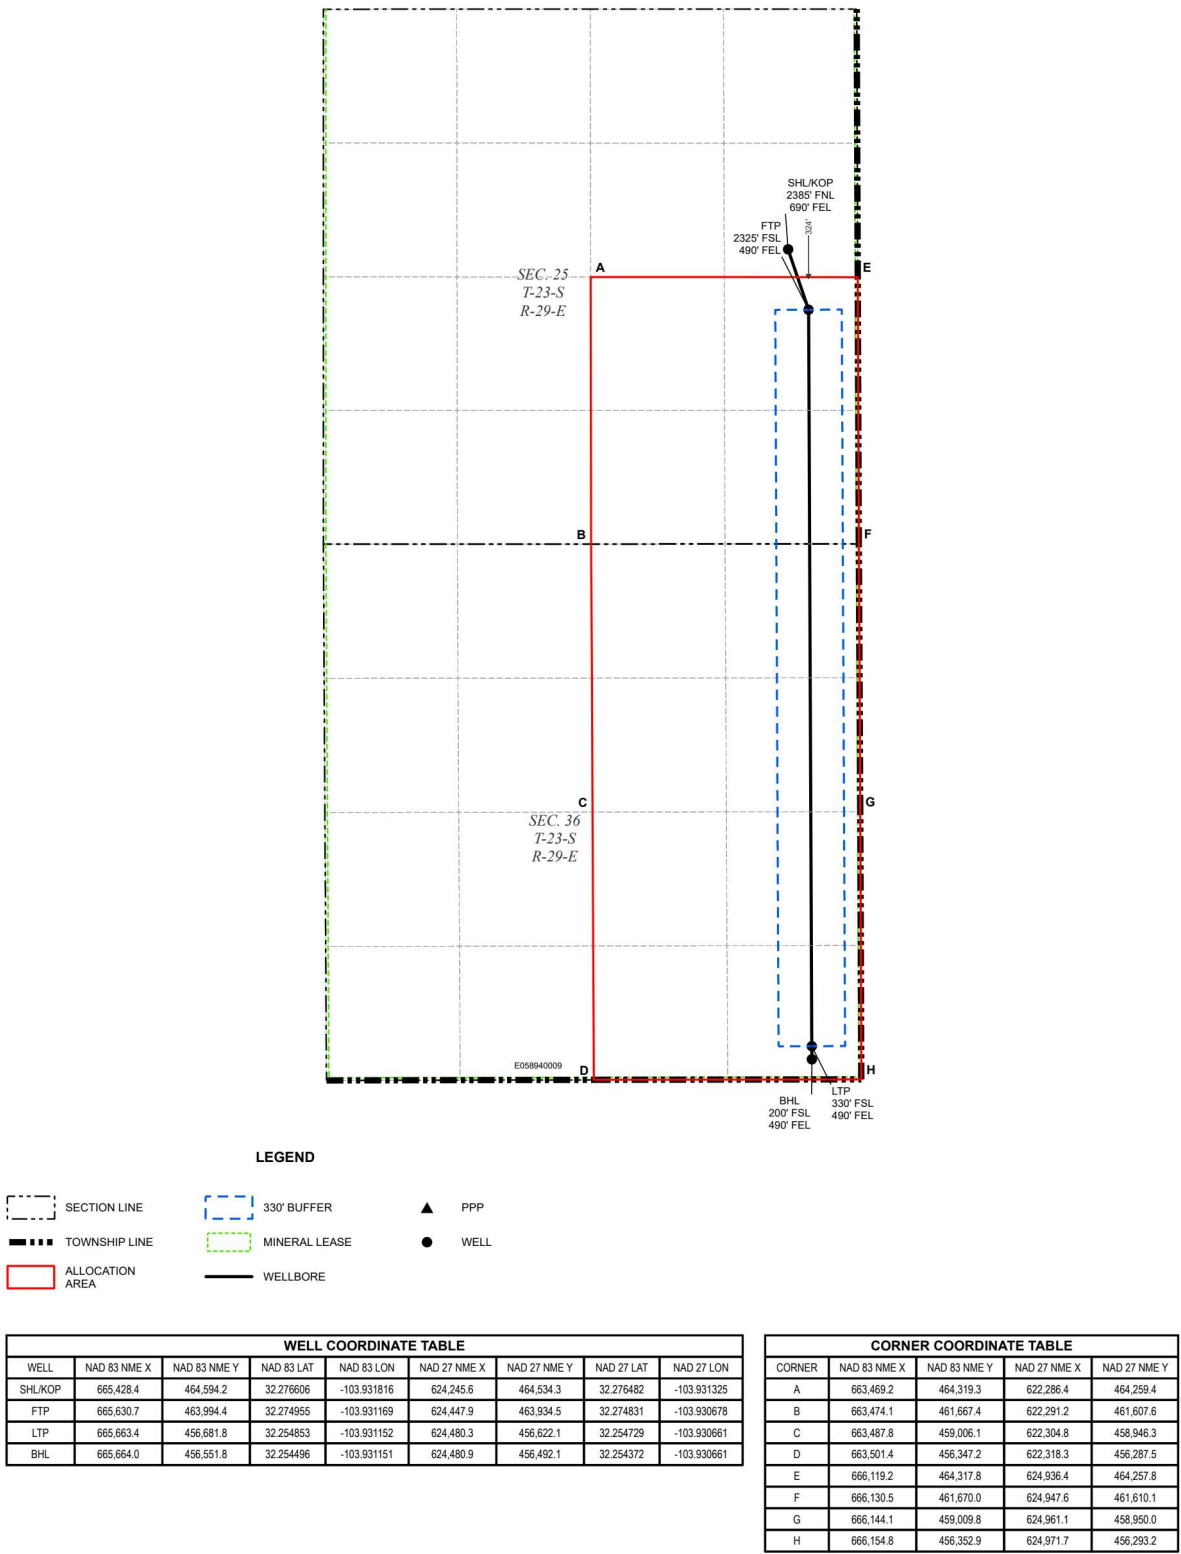 SHL/KOP
2385' FNL
690' FEL
FTP
2325' FSL
490' FEL
324'
A
E
SEC. 25
T-23-S
R-29-E
B
F
C
G
SEC. 36
T-23-S
R-29-E
E058940009
D
H
BHL
200' FSL
490' FEL
LTP
330' FSL
490' FEL
LEGEND
SECTION LINE
330' BUFFER
PPP
TOWNSHIP LINE
MINERAL LEASE
WELL
ALLOCATION
AREA
WELLBORE
WELL COORDINATE TABLE
WELL NAD 83 NME X NAD 83 NME Y NAD 83 LAT NAD 83 LON NAD 27 NME X NAD 27 NME Y NAD 27 LAT NAD 27 LON
SHL/KOP 665,428.4 464,594.2 32.276606 -103.931816 624,245.6 464,534.3 32.276482 -103.931325
FTP 665,630.7 463,994.4 32.274955 -103.931169 624,447.9 463,934.5 32.274831 -103.930678
LTP 665,663.4 456,681.8 32.254853 -103.931152 624,480.3 456,622.1 32.254729 -103.930661
BHL 665,664.0 456,551.8 32.254496 -103.931151 624,480.9 456,492.1 32.254372 -103.930661
CORNER COORDINATE TABLE
CORNER NAD 83 NME X NAD 83 NME Y NAD 27 NME X NAD 27 NME Y
A 663,469.2 464,319.3 622,286.4 464,259.4
B 663,474.1 461,667.4 622,291.2 461,607.6
C 663,487.8 459,006.1 622,304.8 458,946.3
D 663,501.4 456,347.2 622,318.3 456,287.5
E 666,119.2 464,317.8 624,936.4 464,257.8
F 666,130.5 461,670.0 624,947.6 461,610.1
G 666,144.1 459,009.8 624,961.1 458,950.0
H 666,154.8 456,352.9 624,971.7 456,293.2